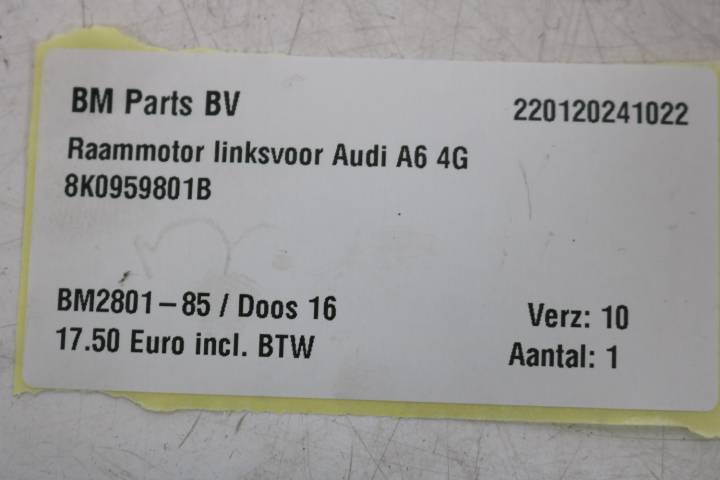 BM Parts BV 220120241022
Raammotor linksvoor Audi A6 4G
8K0959801B
BM2801-85 / Doos 16 Verz: 10
17.50 Euro incl. BTW Aantal: 1